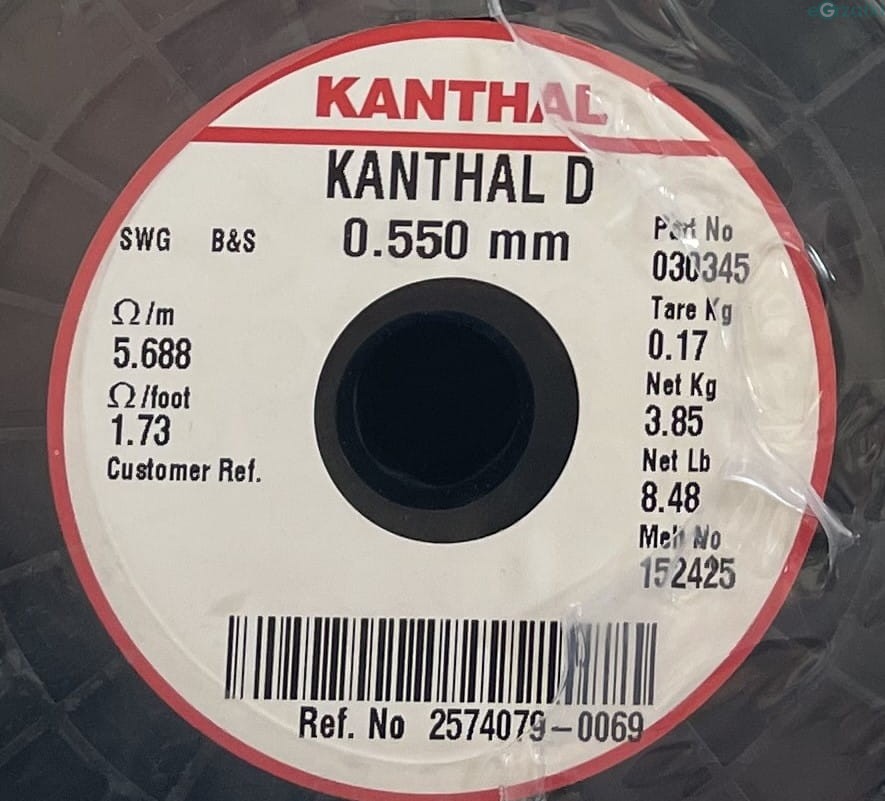 KANTHAL
KANTHAL D
SWG B&S 0.550 mm
Part No
030345
Ω/m
5.688
Ω/foot
1.73
Customer Ref.
Tare Kg
0.17
Net Kg
3.85
Net Lb
8.48
Melt No
152425
Ref. No 2574079-0069